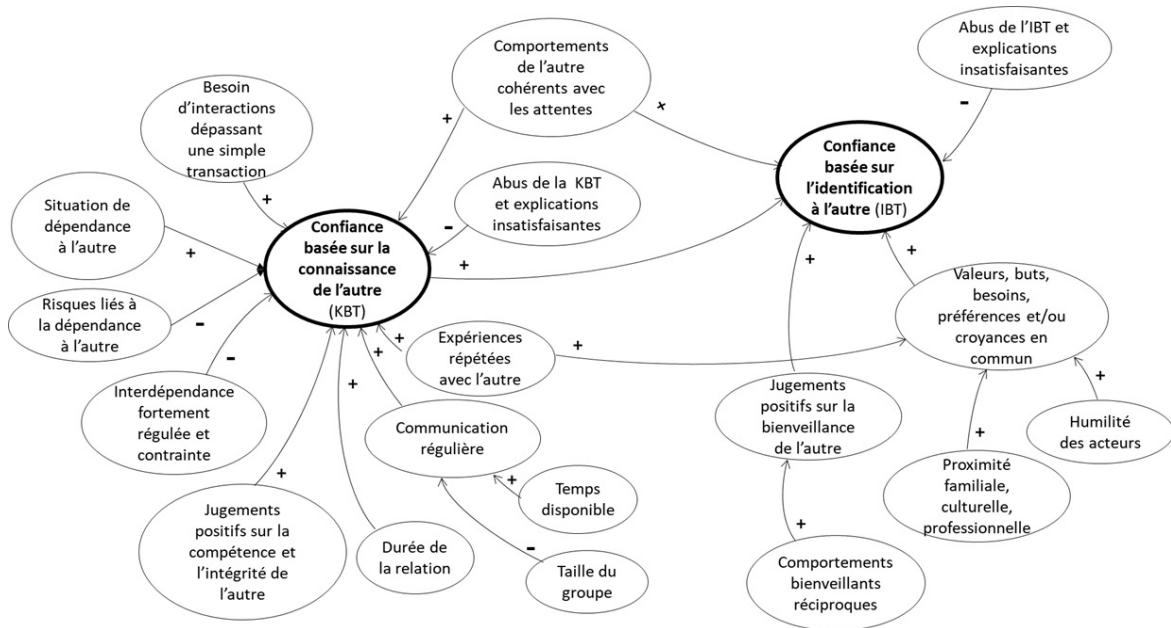 Abus de l'IBT et
explications
insatisfaisantes
-
Comportements
de l'autre
cohérents avec
les attentes
+
+
Besoin
d'interactions
dépassant
une simple
transaction
+
Confiance
basée sur
l'identification
à l'autre (IBT)
Abus de la KBT
et explications
insatisfaisantes
-
Situation de
dépendance
à l'autre
+
Confiance
basée sur la
connaissance
de l'autre
(KBT)
+
+
+
Valeurs, buts,
besoins,
préférences et/ou
croyances en
commun
Risques liés à
la dépendance
à l'autre
-
Expériences
répétées
avec l'autre
+
+
Interdépendance
fortement
régulée et
contrainte
-
Communication
régulière
+
Jugements
positifs sur la
bienveillance
de l'autre
Humilité
des acteurs
+
Jugements
positifs sur la
compétence et
l'intégrité de
l'autre
+
Durée de
la relation
+
Temps
disponible
+
Taille du
groupe
-
Proximité
familiale,
culturelle,
professionnelle
+
Comportements
bienveillants
réciproques
+